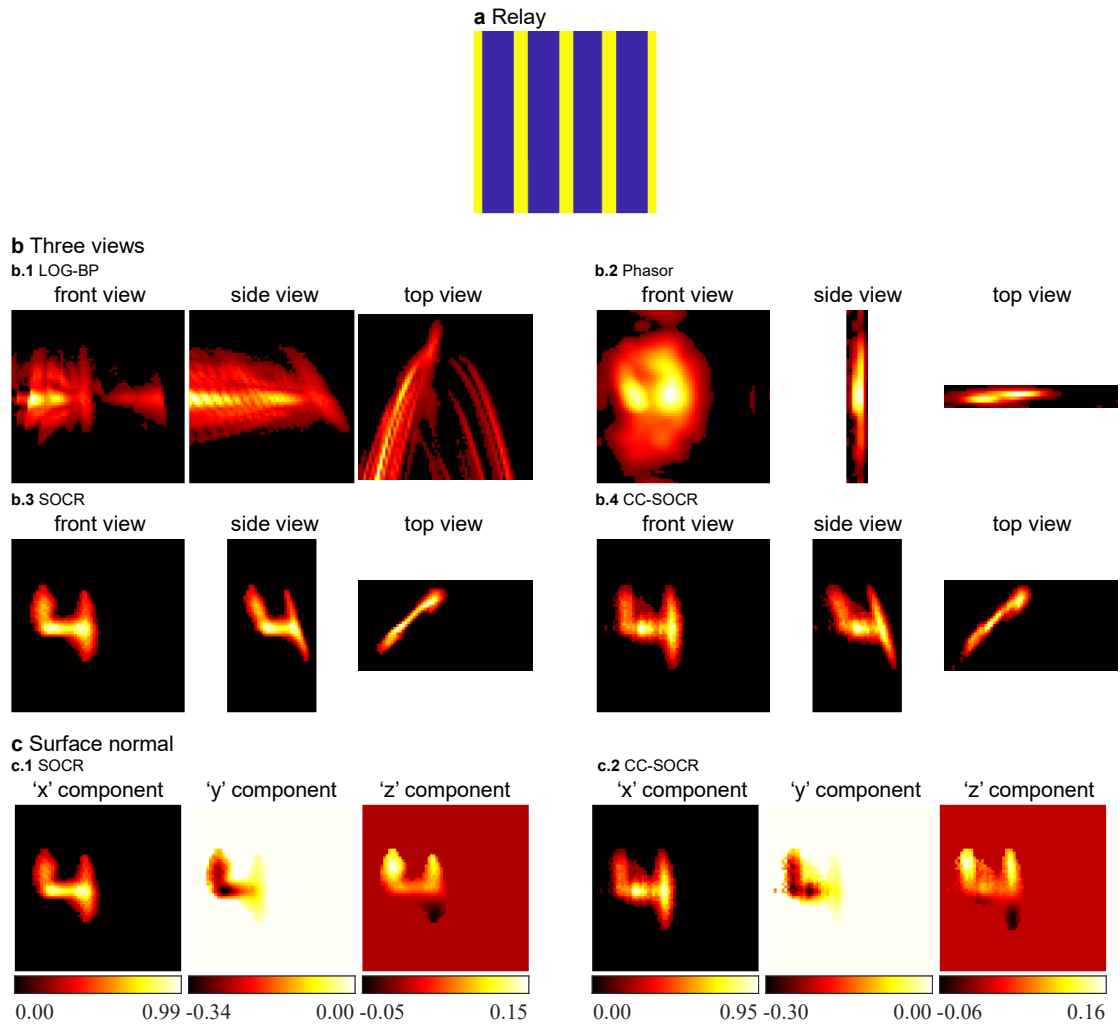 a Relay
b Three views
b.1 LOG-BP
front view side view top view
b.2 Phasor
front view side view top view
b.3 SOCR
front view side view top view
b.4 CC-SOCR
front view side view top view
c Surface normal
c.1 SOCR
‘x’ component ‘y’ component ‘z’ component
0.00 0.99 -0.34 0.00 -0.05 0.15
c.2 CC-SOCR
‘x’ component ‘y’ component ‘z’ component
0.00 0.95 -0.30 0.00 -0.06 0.16